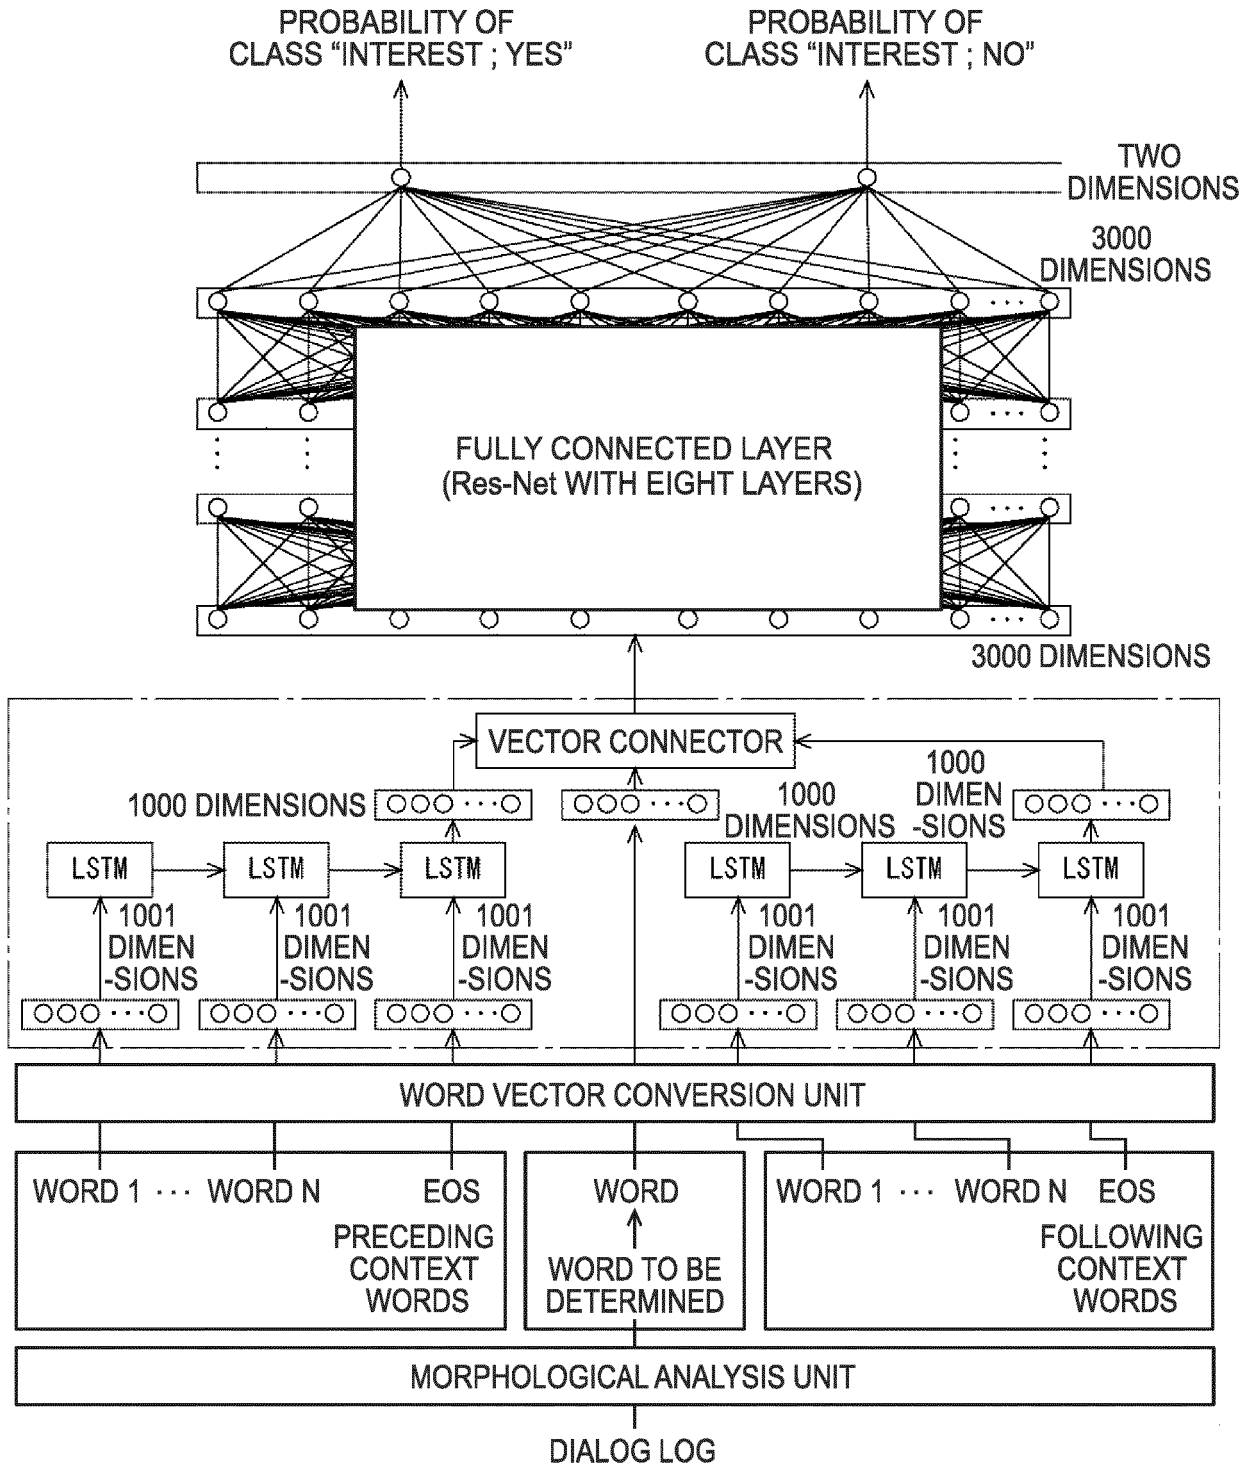 PROBABILITY OF
CLASS “INTEREST ; YES”
PROBABILITY OF
CLASS “INTEREST ; NO”
TWO
DIMENSIONS
3000
DIMENSIONS
FULLY CONNECTED LAYER
(Res-Net WITH EIGHT LAYERS)
3000 DIMENSIONS
VECTOR CONNECTOR
1000 DIMENSIONS
1000
DIMENSIONS
1000
DIMEN
-SIONS
LSTM
LSTM
LSTM
LSTM
LSTM
LSTM
1001
DIMEN
-SIONS
1001
DIMEN
-SIONS
1001
DIMEN
-SIONS
1001
DIMEN
-SIONS
1001
DIMEN
-SIONS
1001
DIMEN
-SIONS
WORD VECTOR CONVERSION UNIT
WORD 1 ··· WORD N EOS
PRECEDING
CONTEXT
WORDS
WORD
WORD TO BE
DETERMINED
WORD 1 ··· WORD N EOS
FOLLOWING
CONTEXT
WORDS
MORPHOLOGICAL ANALYSIS UNIT
DIALOG LOG